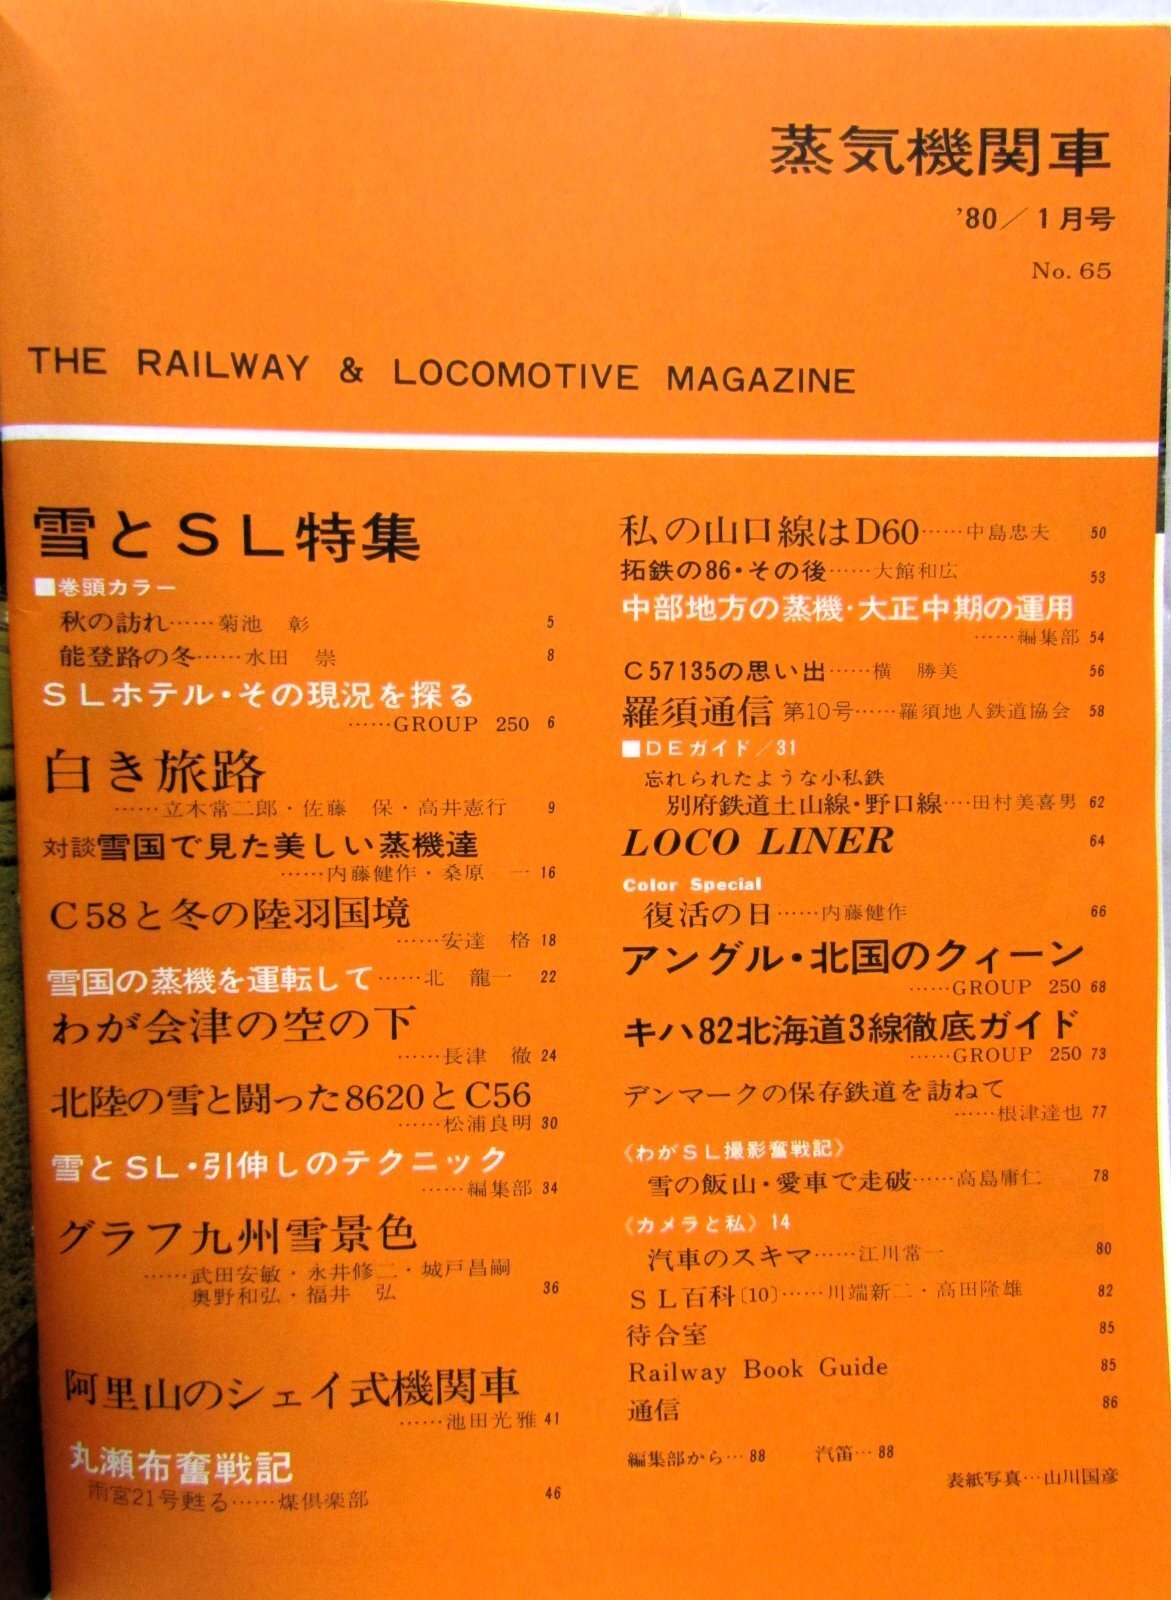 蒸気機関車
'80／1月号
No. 65
THE RAILWAY & LOCOMOTIVE MAGAZINE
雪とSL特集
■巻頭カラー
秋の訪れ……菊池　彰 5
能登路の冬……水田　崇 8
SLホテル・その現況を探る
……GROUP 250 6
白き旅路
……立木常二郎・佐藤　保・高井憲行 9
対談雪国で見た美しい蒸機達
……内藤健作・桑原　一 16
C58と冬の陸羽国境
……安達　格 18
雪国の蒸機を運転して……北　龍一 22
わが会津の空の下
……長津　徹 24
北陸の雪と闘った8620とC56
……松浦良明 30
雪とSL・引伸しのテクニック
……編集部 34
グラフ九州雪景色
……武田安敏・永井修二・城戸昌嗣
奥野和弘・福井　弘 36
阿里山のシェイ式機関車
……池田光雅 41
丸瀬布奮戦記
雨宮21号甦る……煤倶楽部 46
私の山口線はD60……中島忠夫 50
拓鉄の86・その後……大館和広 53
中部地方の蒸機・大正中期の運用
……編集部 54
C57135の思い出……横　勝美 56
羅須通信 第10号……羅須地人鉄道協会 58
■DEガイド／31
忘れられたような小私鉄
別府鉄道土山線・野口線‥‥田村美喜男 62
LOCO LINER 64
Color Special
復活の日……内藤健作 66
アングル・北国のクィーン
……GROUP 250 68
キハ82北海道3線徹底ガイド
……GROUP 250 73
デンマークの保存鉄道を訪ねて
……根津達也 77
《わがSL撮影奮戦記》
雪の飯山・愛車で走破……高島庸仁 78
《カメラと私》14
汽車のスキマ……江川常一 80
SL百科〔10〕……川端新二・高田隆雄 82
待合室 85
Railway Book Guide 85
通信 86
編集部から…88　汽笛…88
表紙写真…山川国彦